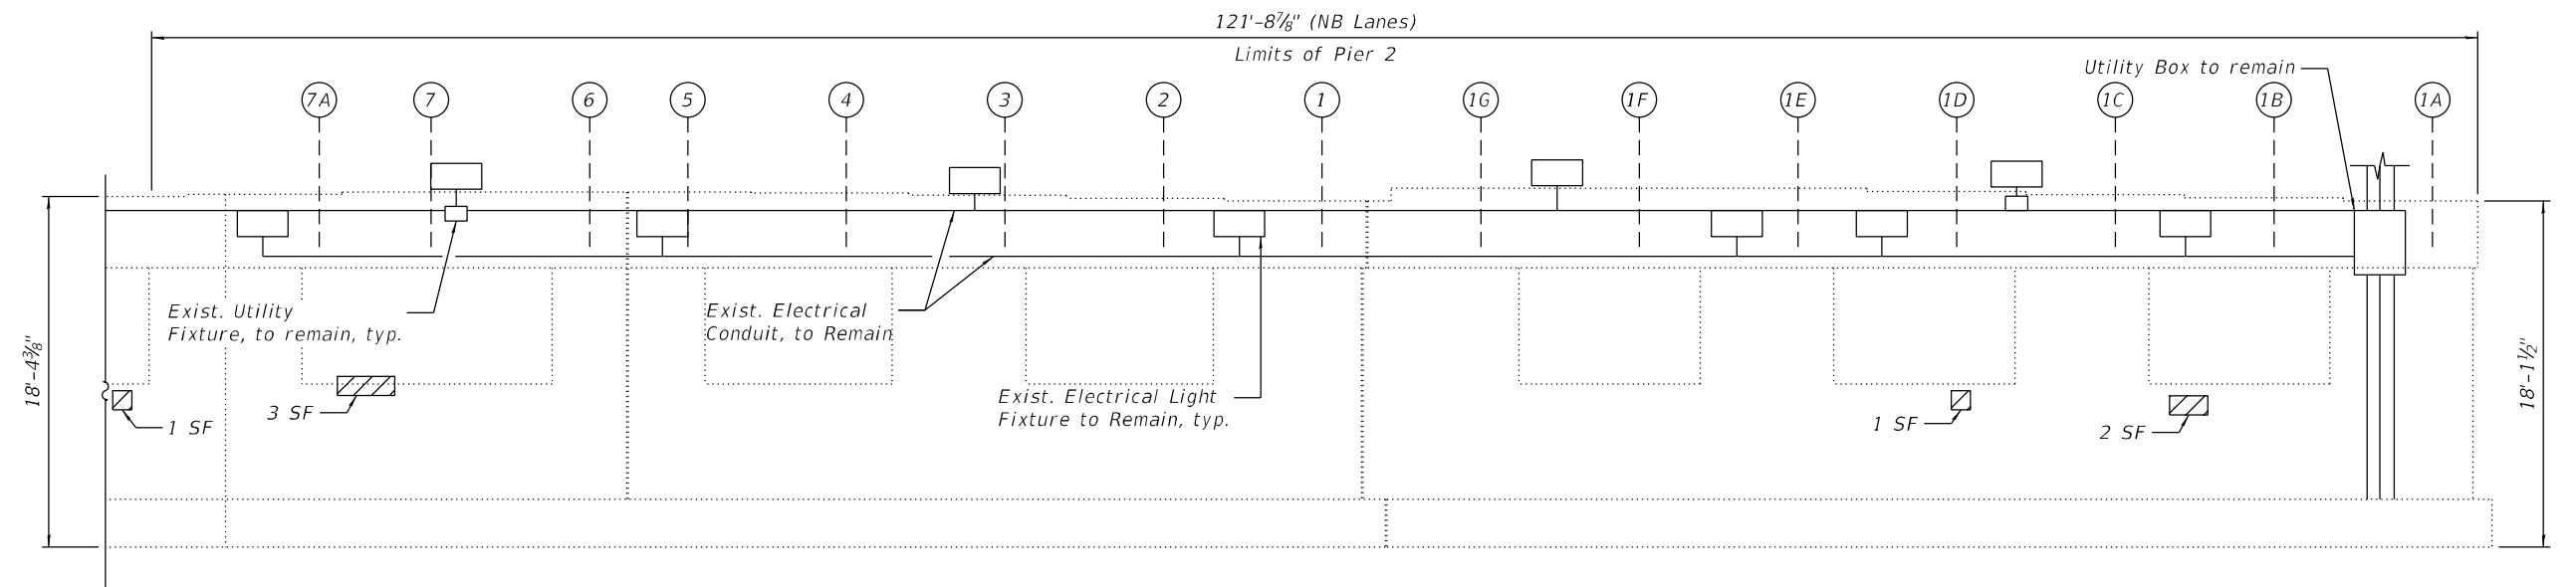 121'-8⅞" (NB Lanes)
Limits of Pier 2
Utility Box to remain
7A
7
6
5
4
3
2
1
1G
1F
1E
1D
1C
1B
1A
Exist. Utility
Fixture, to remain, typ.
Exist. Electrical
Conduit, to Remain
Exist. Electrical Light
Fixture to Remain, typ.
18'-4⅜"
18'-1½"
1 SF
3 SF
1 SF
2 SF